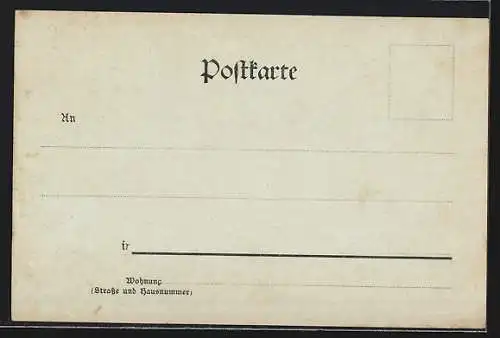 Postkarte
An
in
Wohnung
(Straße und Hausnummer)